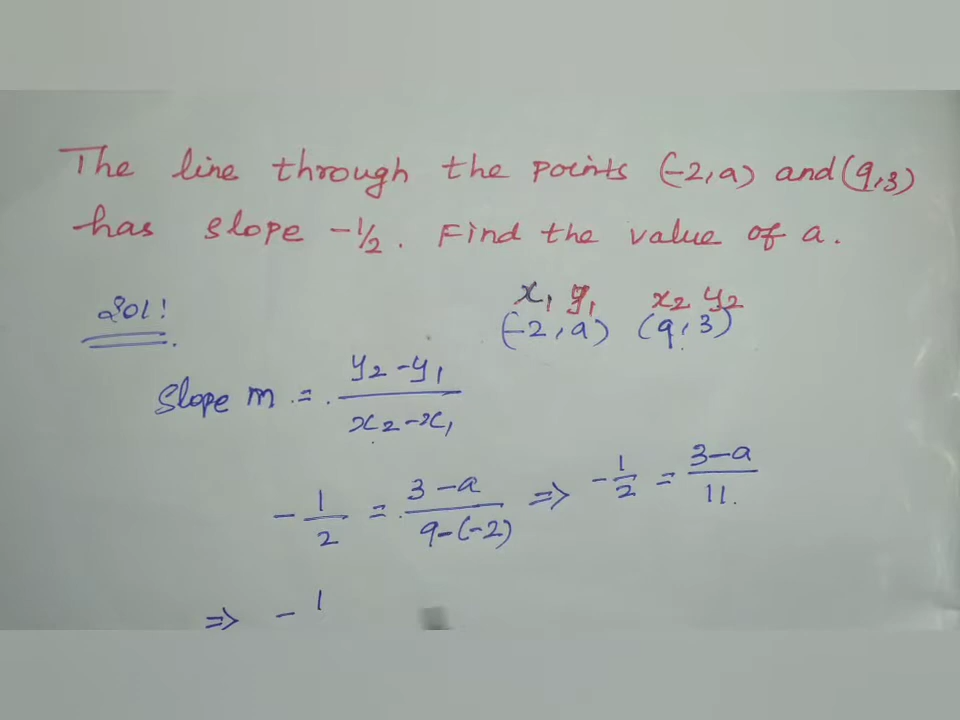 The line through the points (-2,a) and (9,3)
has slope -1/2. Find the value of a.
Sol:
x1 y1 x2 y2
(-2,a) (9,3)
Slope m = y2-y1 / x2-x1
-1/2 = 3-a / 9-(-2) ⇒ -1/2 = 3-a / 11.
⇒ - 1